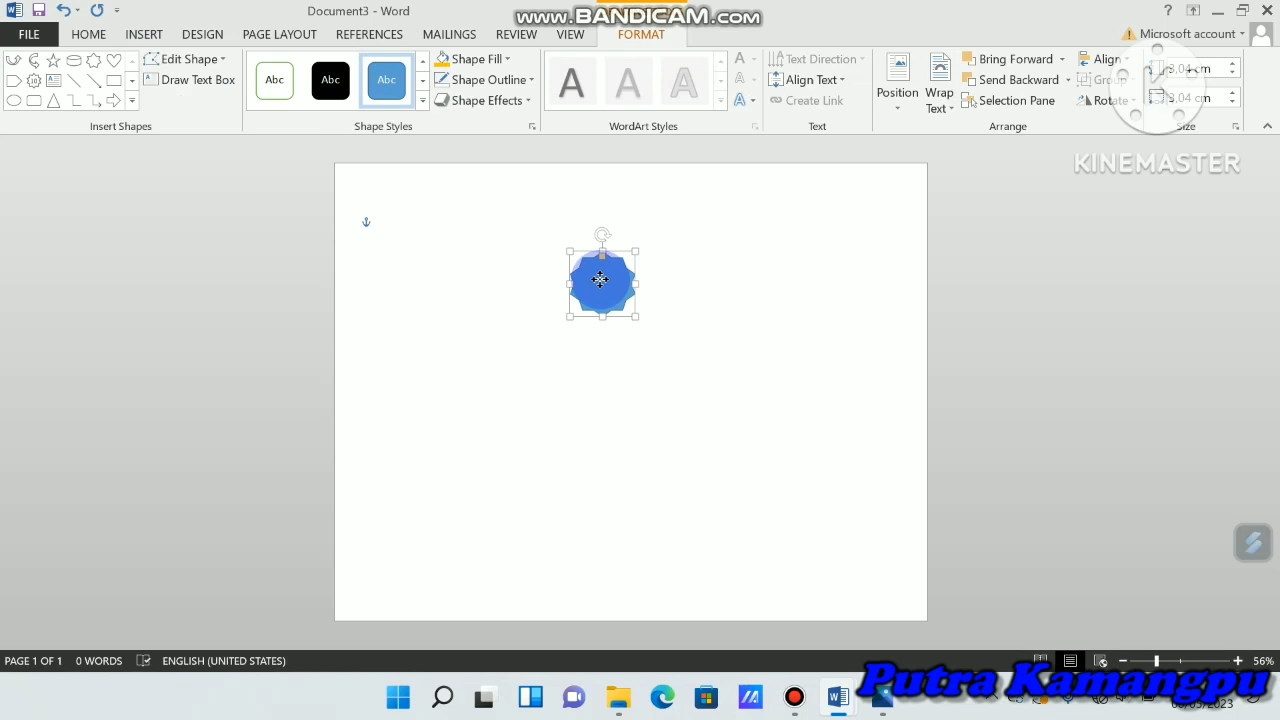 Document3 - Word
www.BANDICAM.com
FILE HOME INSERT DESIGN PAGE LAYOUT REFERENCES MAILINGS REVIEW VIEW FORMAT Microsoft account
Edit Shape
Draw Text Box
Insert Shapes
Abc Abc Abc
Shape Fill
Shape Outline
Shape Effects
Shape Styles
A A A
WordArt Styles
Text Direction
Align Text
Create Link
Text
Position
Wrap Text
Bring Forward
Send Backward
Selection Pane
Align
Group
Rotate
Arrange
3,04 cm
3,04 cm
Size
KINEMASTER
PAGE 1 OF 1 0 WORDS ENGLISH (UNITED STATES) 56%
Putra Kamangpu